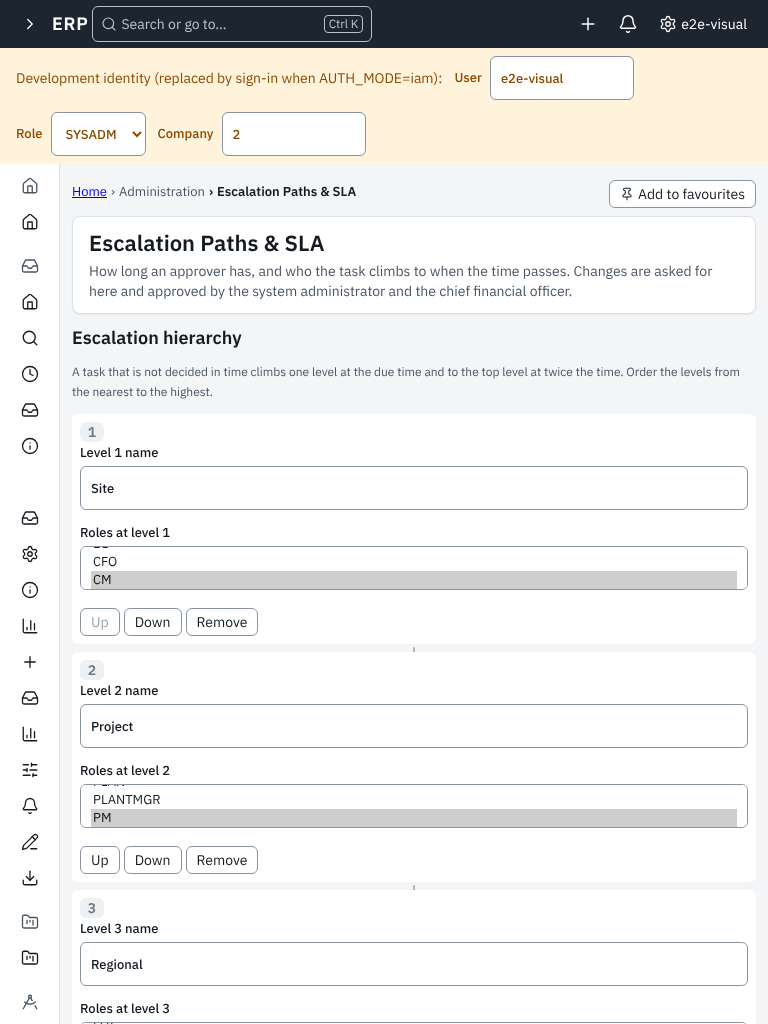 ERP
Search or go to...
Ctrl K
e2e-visual
Development identity (replaced by sign-in when AUTH_MODE=iam):
User
e2e-visual
Role
SYSADM
Company
2
Home › Administration › Escalation Paths & SLA
Add to favourites
Escalation Paths & SLA
How long an approver has, and who the task climbs to when the time passes. Changes are asked for
here and approved by the system administrator and the chief financial officer.
Escalation hierarchy
A task that is not decided in time climbs one level at the due time and to the top level at twice the time. Order the levels from
the nearest to the highest.
1
Level 1 name
Site
Roles at level 1
CFO
CM
Up
Down
Remove
2
Level 2 name
Project
Roles at level 2
PLANTMGR
PM
Up
Down
Remove
3
Level 3 name
Regional
Roles at level 3